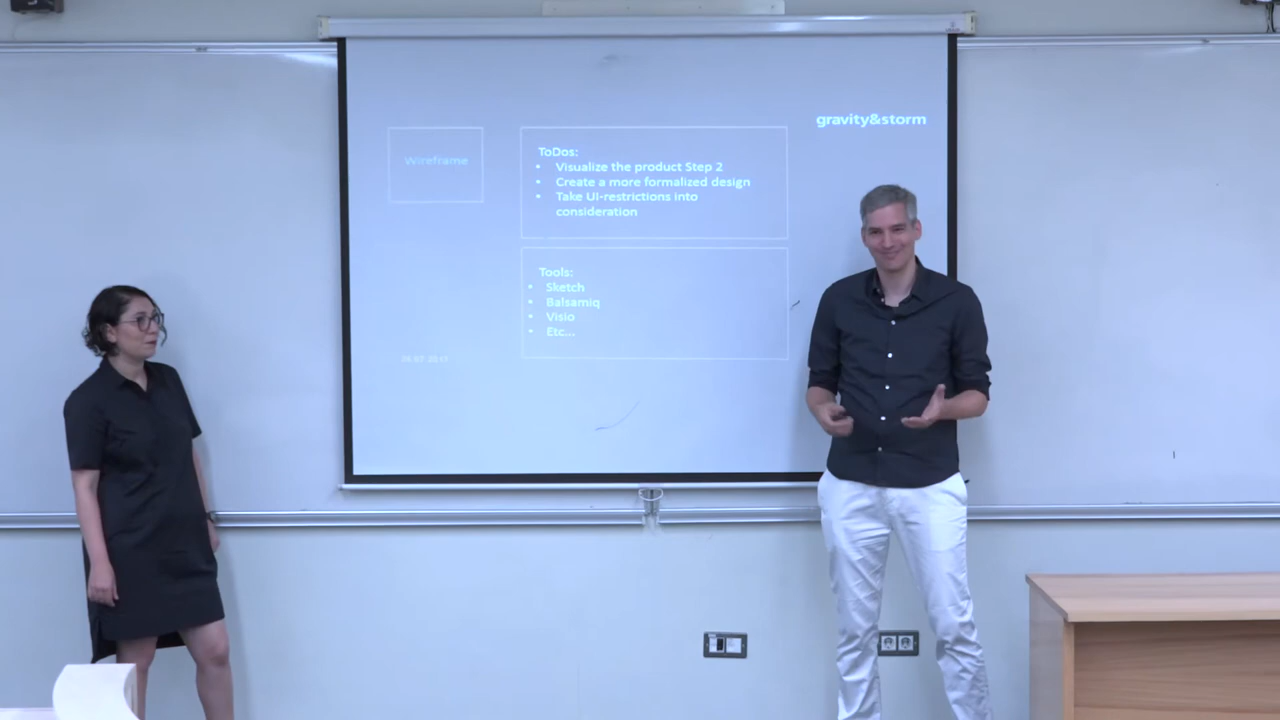 gravity&storm
Wireframe
ToDos:
• Visualize the product Step 2
• Create a more formalized design
• Take UI-restrictions into
consideration
Tools:
• Sketch
• Balsamiq
• Visio
• Etc...